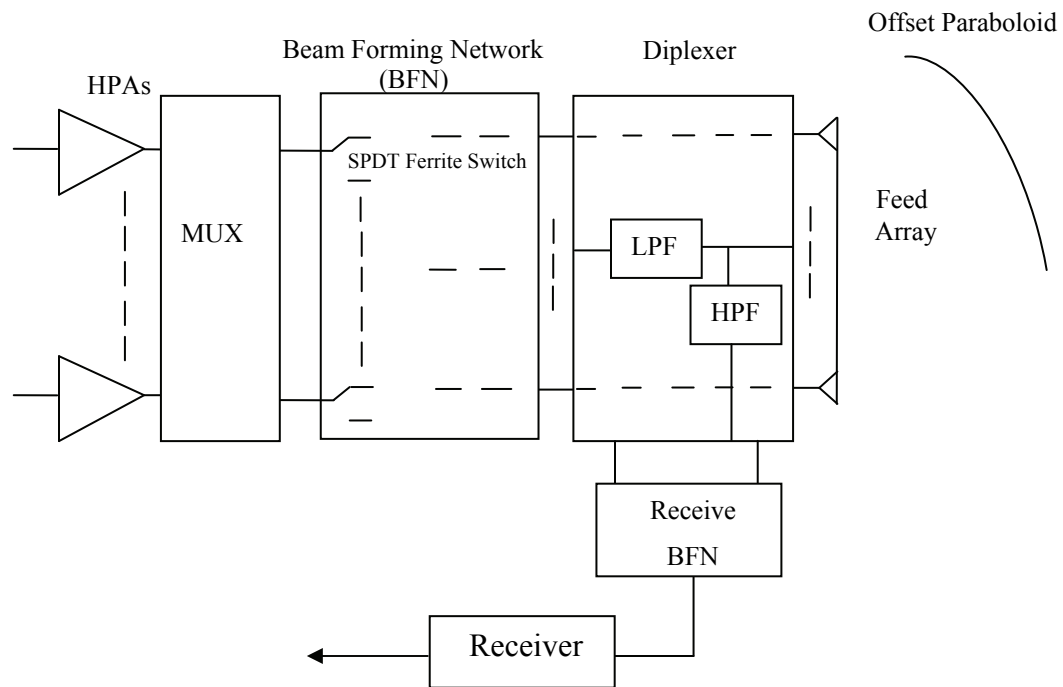 Offset Paraboloid
Beam Forming Network
(BFN)
Diplexer
HPAs
SPDT Ferrite Switch
MUX
Feed
Array
LPF
HPF
Receive
BFN
Receiver